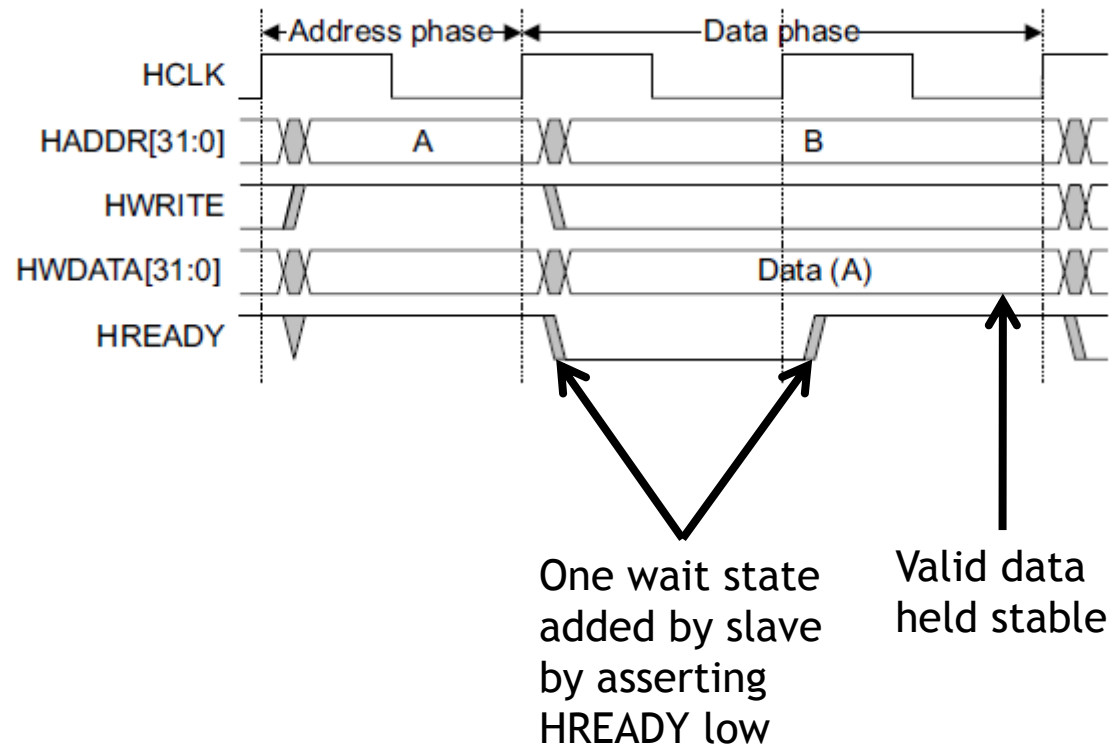 Address phase Data phase
HCLK
HADDR[31:0] A B
HWRITE
HWDATA[31:0] Data (A)
HREADY
One wait state
added by slave
by asserting
HREADY low
Valid data
held stable